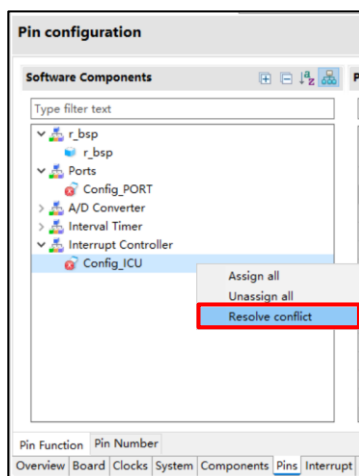 Pin configuration
Software Components
P
Type filter text
r_bsp
r_bsp
Ports
Config_PORT
A/D Converter
Interval Timer
Interrupt Controller
Config_ICU
Assign all
Unassign all
Resolve conflict
Pin Function Pin Number
Overview Board Clocks System Components Pins Interrupt